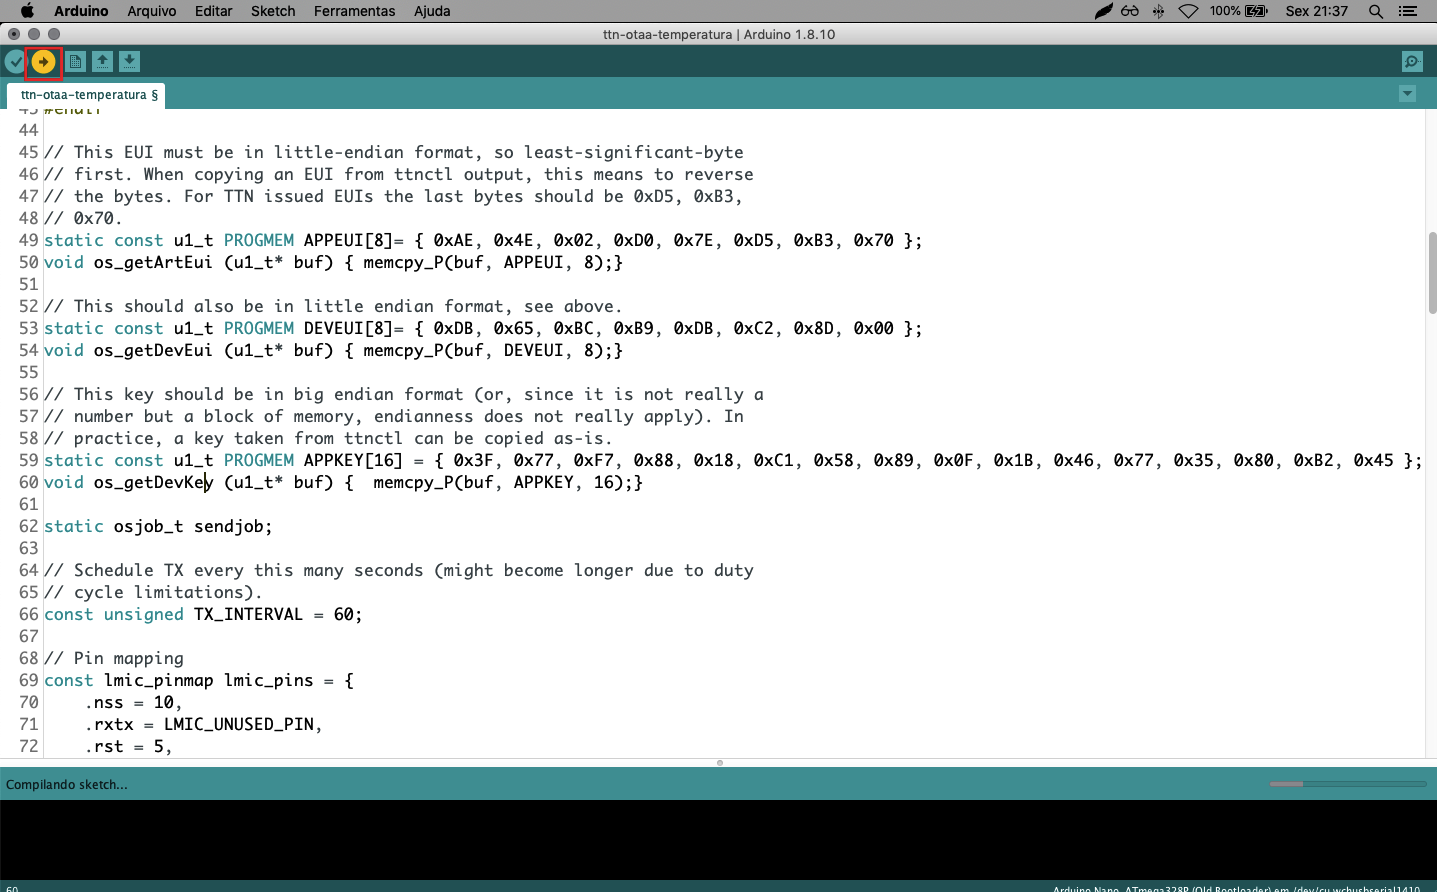 Arduino Arquivo Editar Sketch Ferramentas Ajuda 100% Sex 21:37
ttn-otaa-temperatura | Arduino 1.8.10
ttn-otaa-temperatura §
43 #endif
44
45 // This EUI must be in little-endian format, so least-significant-byte
46 // first. When copying an EUI from ttnctl output, this means to reverse
47 // the bytes. For TTN issued EUIs the last bytes should be 0xD5, 0xB3,
48 // 0x70.
49 static const u1_t PROGMEM APPEUI[8]= { 0xAE, 0x4E, 0x02, 0xD0, 0x7E, 0xD5, 0xB3, 0x70 };
50 void os_getArtEui (u1_t* buf) { memcpy_P(buf, APPEUI, 8);}
51
52 // This should also be in little endian format, see above.
53 static const u1_t PROGMEM DEVEUI[8]= { 0xDB, 0x65, 0xBC, 0xB9, 0xDB, 0xC2, 0x8D, 0x00 };
54 void os_getDevEui (u1_t* buf) { memcpy_P(buf, DEVEUI, 8);}
55
56 // This key should be in big endian format (or, since it is not really a
57 // number but a block of memory, endianness does not really apply). In
58 // practice, a key taken from ttnctl can be copied as-is.
59 static const u1_t PROGMEM APPKEY[16] = { 0x3F, 0x77, 0xF7, 0x88, 0x18, 0xC1, 0x58, 0x89, 0x0F, 0x1B, 0x46, 0x77, 0x35, 0x80, 0xB2, 0x45 };
60 void os_getDevKey (u1_t* buf) {  memcpy_P(buf, APPKEY, 16);}
61
62 static osjob_t sendjob;
63
64 // Schedule TX every this many seconds (might become longer due to duty
65 // cycle limitations).
66 const unsigned TX_INTERVAL = 60;
67
68 // Pin mapping
69 const lmic_pinmap lmic_pins = {
70     .nss = 10,
71     .rxtx = LMIC_UNUSED_PIN,
72     .rst = 5,
Compilando sketch...
60 Arduino Nano, ATmega328P (Old Bootloader) em /dev/cu.wchusbserial1410